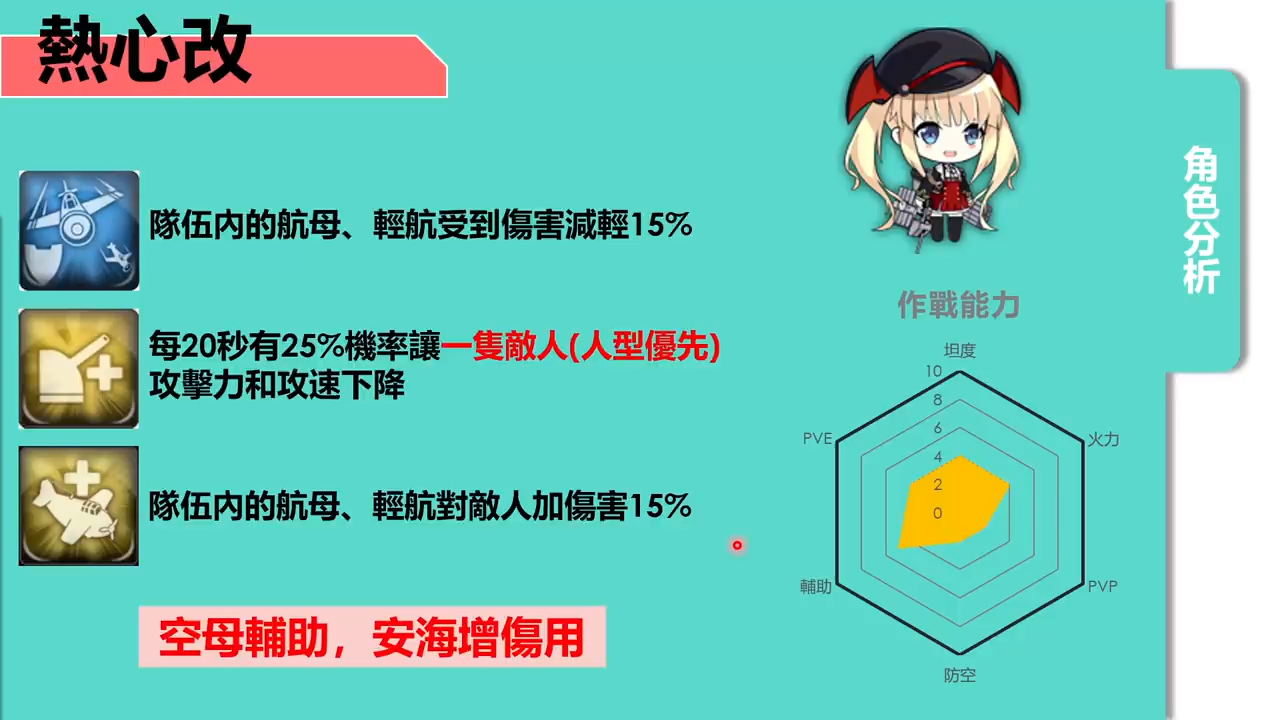 熱心改
隊伍內的航母、輕航受到傷害減輕15%
每20秒有25%機率讓一隻敵人(人型優先)
攻擊力和攻速下降
隊伍內的航母、輕航對敵人加傷害15%
空母輔助，安海增傷用
角色分析
作戰能力
坦度
10
8
6
4
2
0
PVE
火力
輔助
PVP
防空